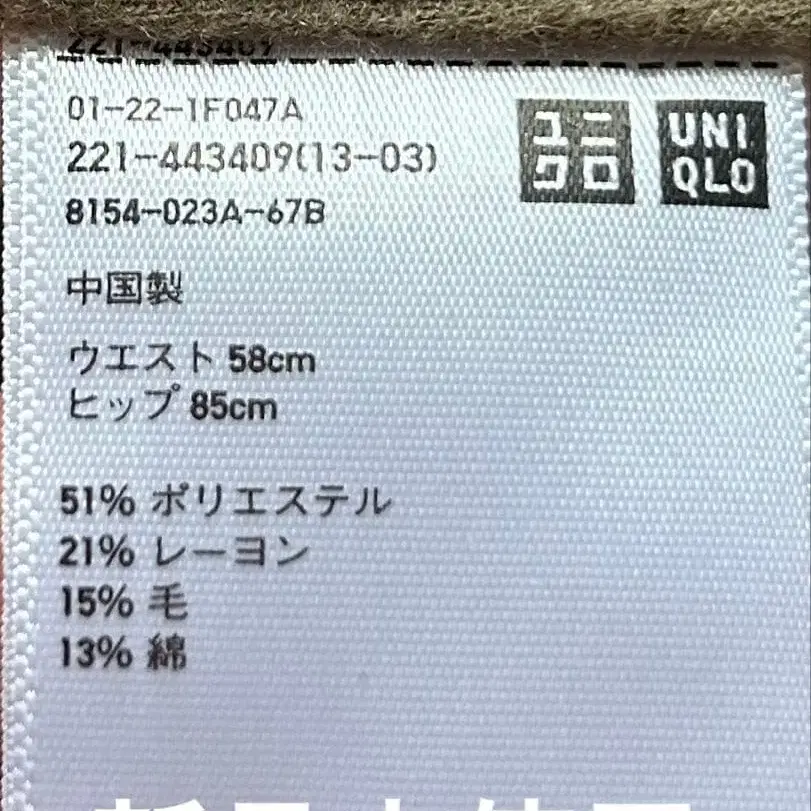 221-443409
01-22-1F047A
221-443409(13-03)
8154-023A-67B
ユニ
クロ
UNI
QLO
中国製
ウエスト 58cm
ヒップ 85cm
51% ポリエステル
21% レーヨン
15% 毛
13% 綿